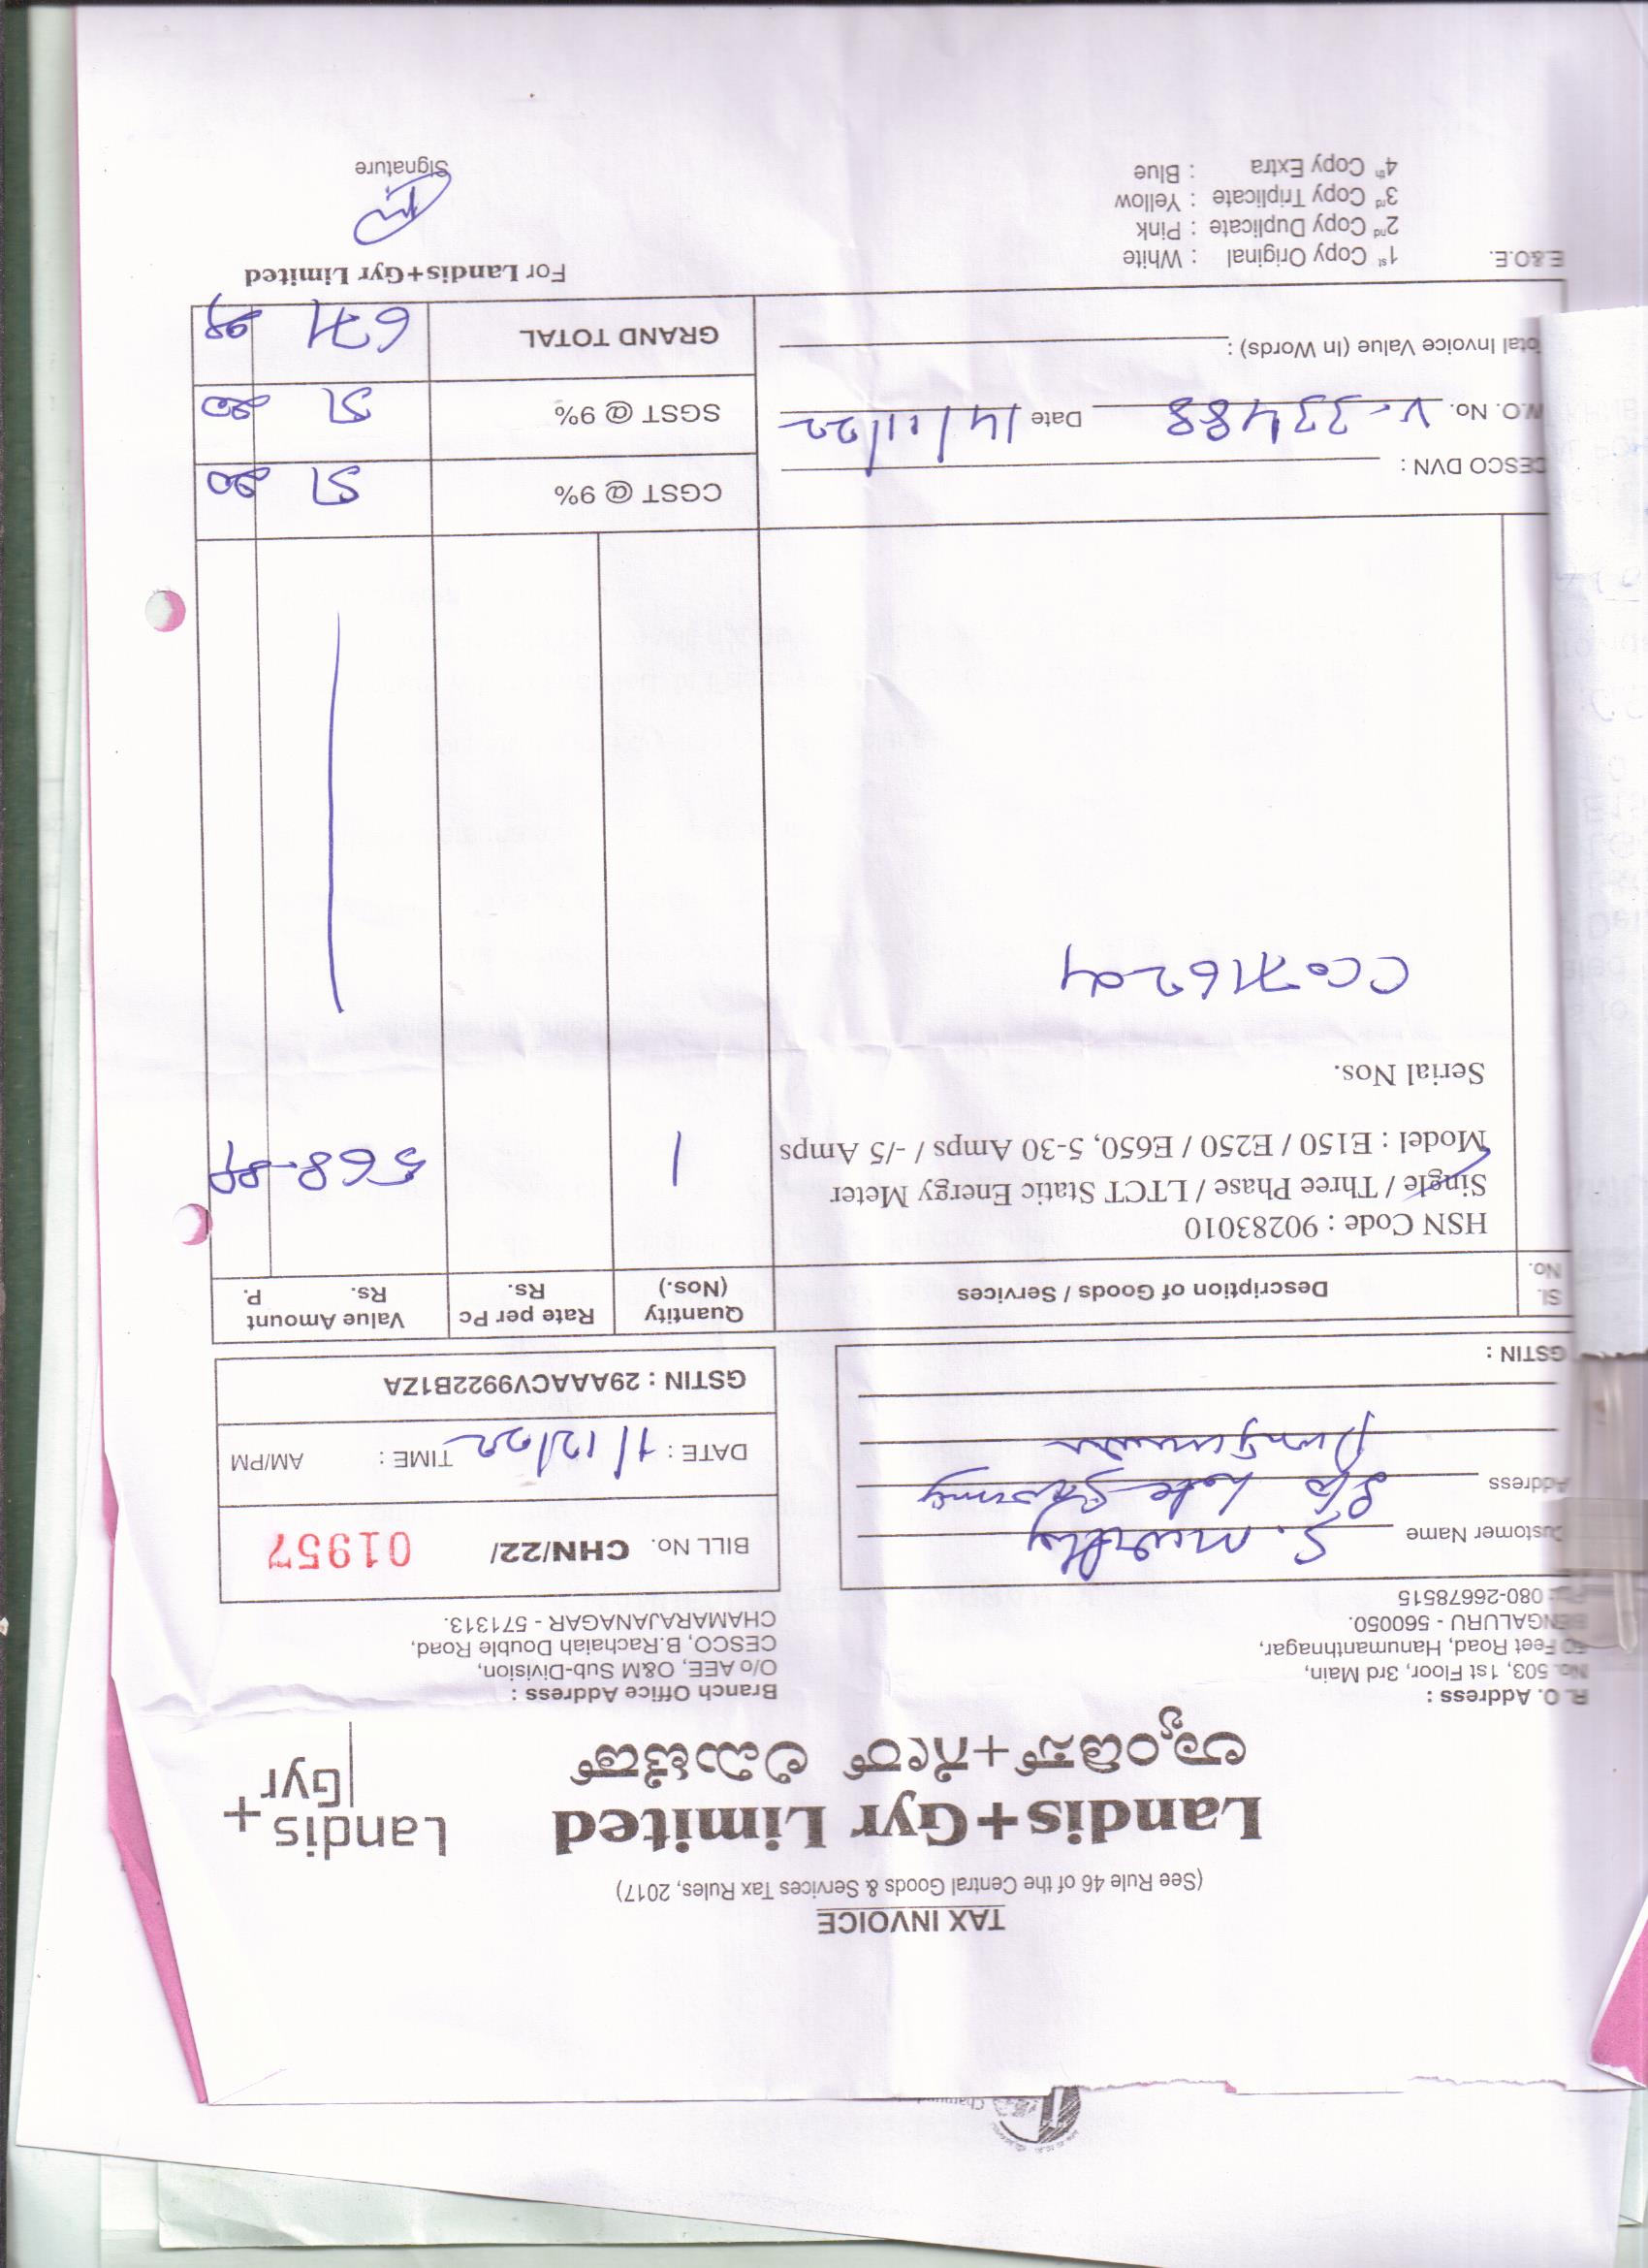 TAX INVOICE
(See Rule 46 of the Central Goods & Services Tax Rules, 2017)
Landis+Gyr Limited
ಲ್ಯಾಂಡಿಸ್+ಗೇರ್ ಲಿಮಿಟೆಡ್
Landis+
Gyr
R. O. Address :
No. 503, 1st Floor, 3rd Main,
50 Feet Road, Hanumanthnagar,
BENGALURU - 560050.
080-26678515
Branch Office Address :
O/o AEE, O&M Sub-Division,
CESCO, B.Rachaiah Double Road,
CHAMARAJANAGAR - 571313.
Customer Name S. Murthy
Address S/o Late
GSTIN :
BILL No. CHN/22/ 01957
DATE : 1/12/22 TIME : AM/PM
GSTIN : 29AAACV9922B1ZA
Sl. No. Description of Goods / Services Quantity (Nos.) Rate per Pc Rs. Value Amount Rs. P.
HSN Code : 90283010
Single / Three Phase / LTCT Static Energy Meter
Model : E150 / E250 / E650, 5-30 Amps / -/5 Amps
1 568-
Serial Nos.
CESCO DVN :
CGST @ 9% 51
W.O. No. V-33488 Date 14/11/22
SGST @ 9% 51
Total Invoice Value (In Words) :
GRAND TOTAL 671
E.&O.E.
1st Copy Original : White
2nd Copy Duplicate : Pink
3rd Copy Triplicate : Yellow
4th Copy Extra : Blue
For Landis+Gyr Limited
Signature